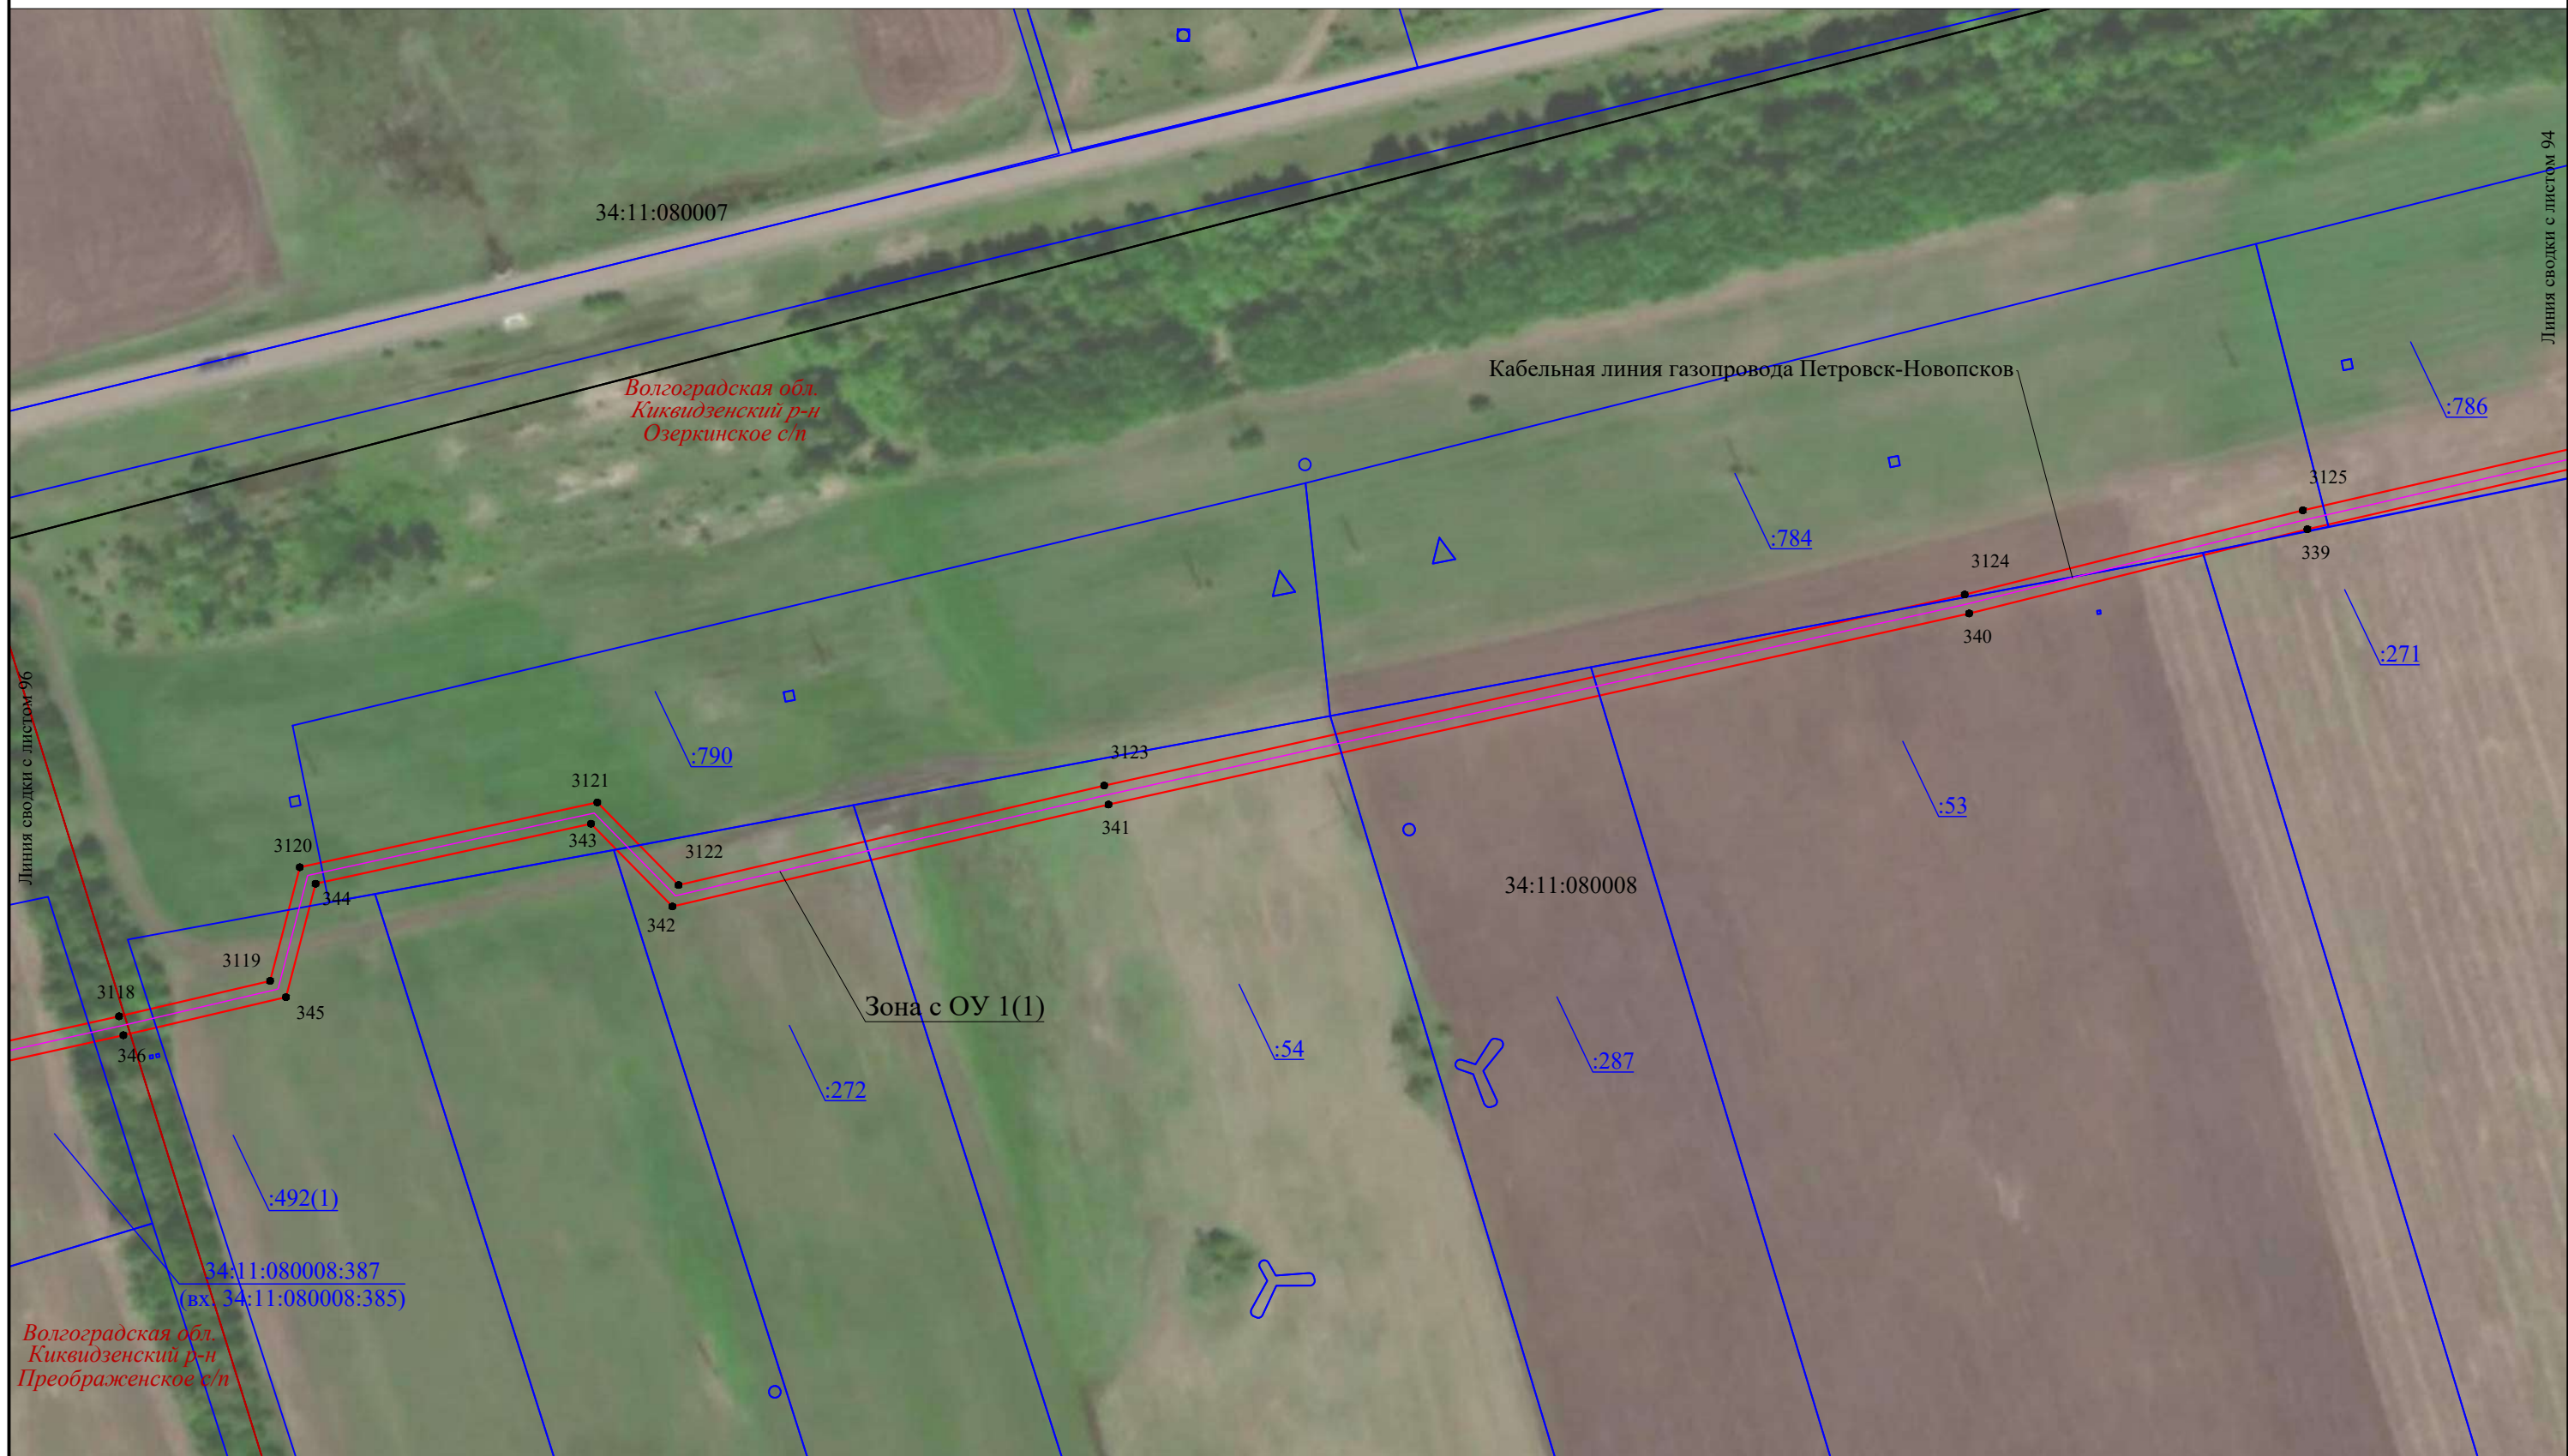 34:11:080007
Линия сводки с листом 94
Кабельная линия газопровода Петровск-Новопсков
Волгоградская обл.
Киквидзенский р-н
Озеркинское с/п
:786
3125
:784
339
3124
340
:271
Линия сводки с листом 96
:790
3123
3121
341
:53
343
3120
3122
344
34:11:080008
342
3119
3118
345
Зона с ОУ 1(1)
346
:54
:287
:272
:492(1)
34:11:080008:387
(вх. 34:11:080008:385)
Волгоградская обл.
Киквидзенский р-н
Преображенское с/п